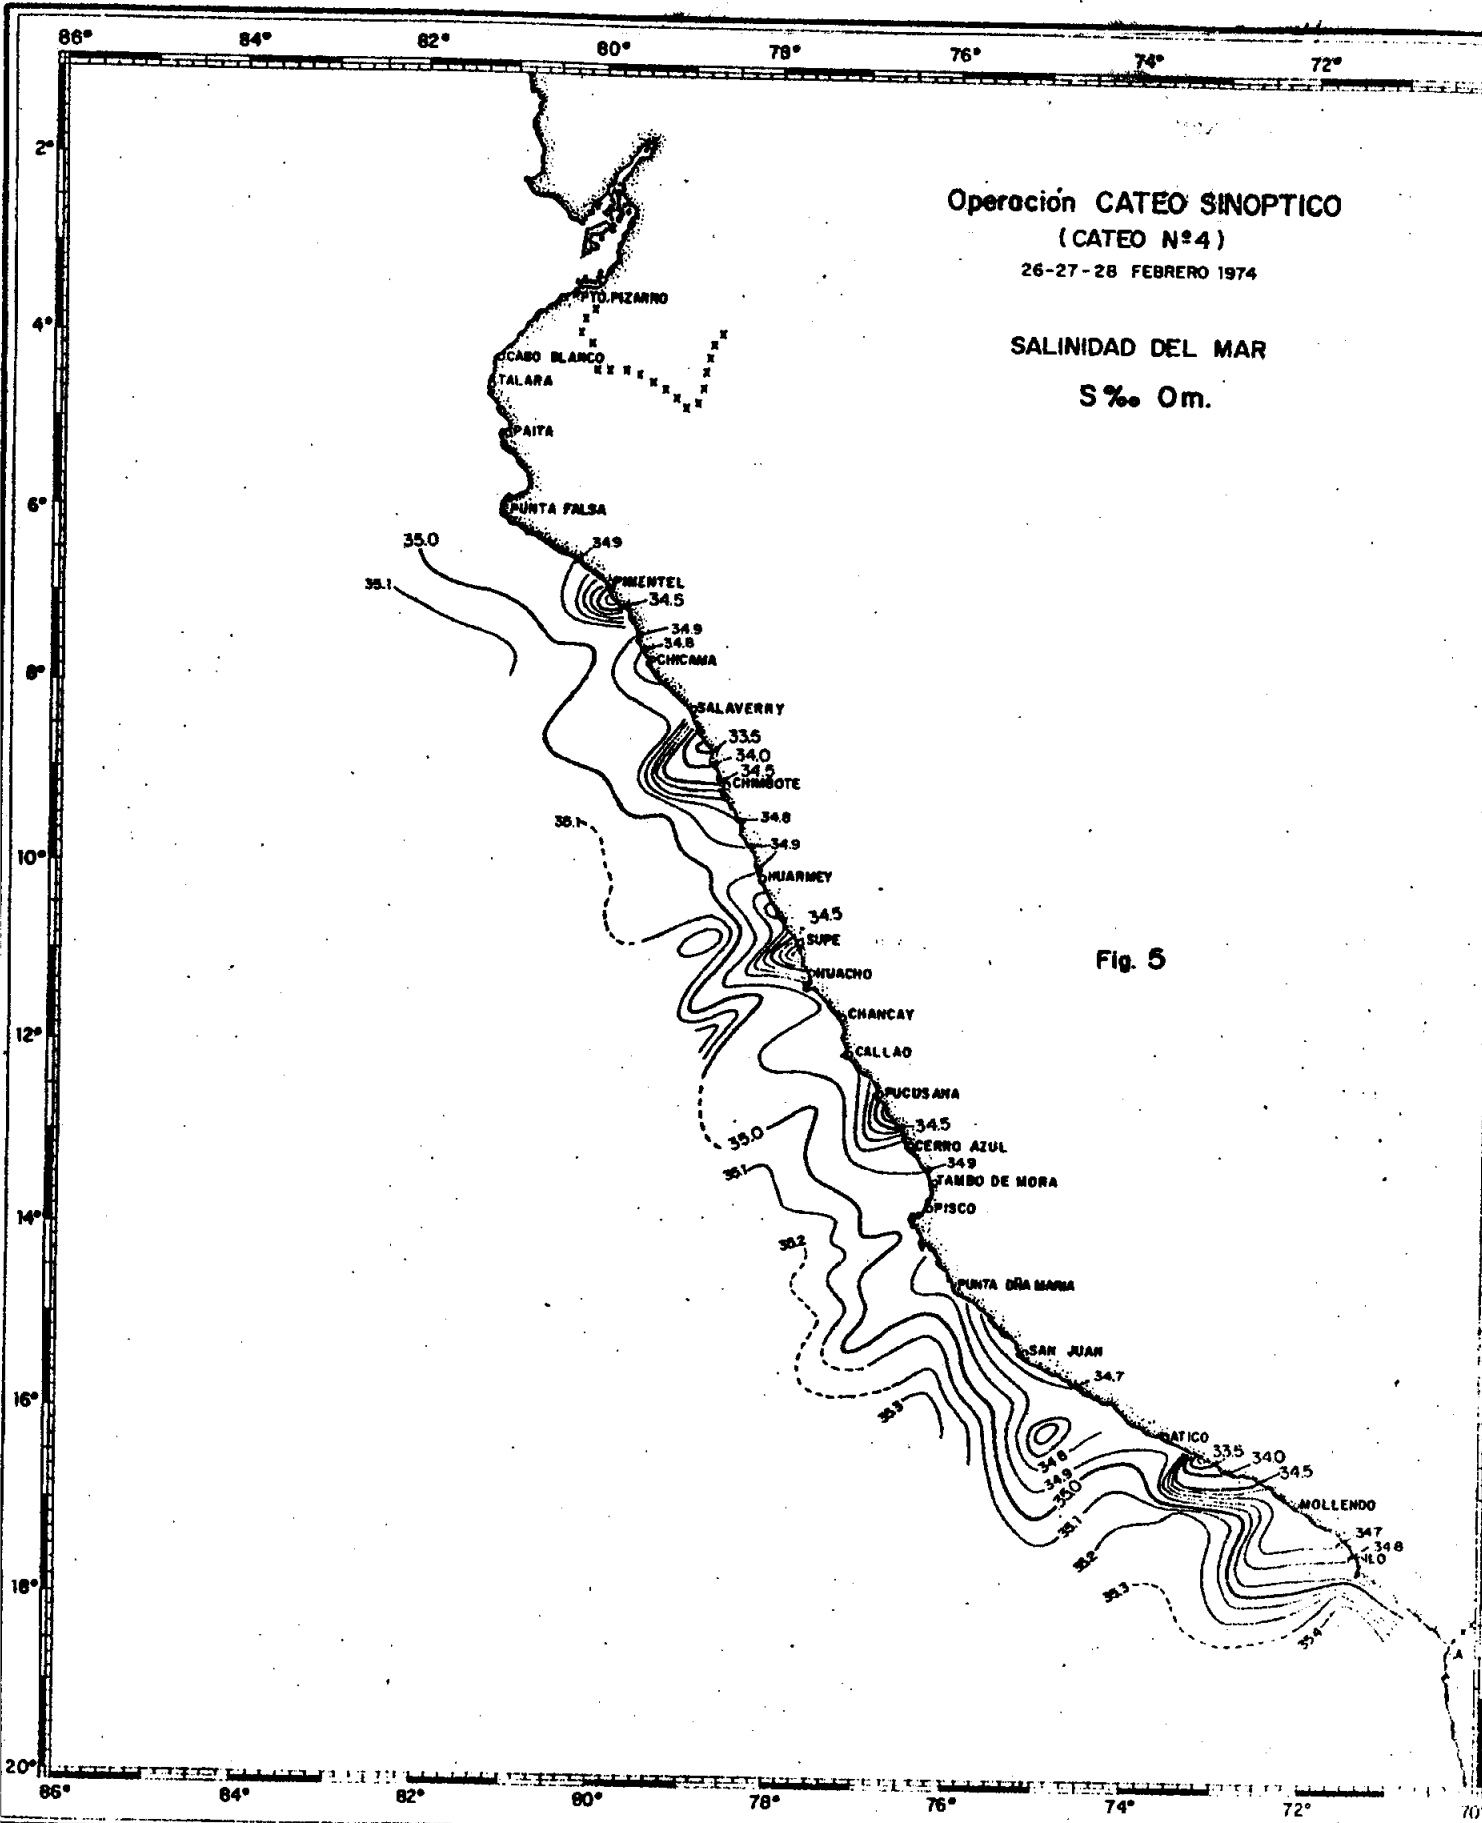 86° 84° 82° 80° 78° 76° 74° 72°
2°
Operación CATEO SINOPTICO
(CATEO Nº4)
26-27-28 FEBRERO 1974
PTO. PIZARRO
4°
SALINIDAD DEL MAR
CABO BLANCO
TALARA
S‰ 0m.
PAITA
6°
PUNTA FALSA
35.0
34.9
35.1
PIMENTEL
34.5
34.9
34.8
CHICAMA
8°
SALAVERRY
33.5
34.0
34.5
CHIMBOTE
35.1
34.8
34.9
10°
HUARMEY
34.5
SUPE
Fig. 5
HUACHO
CHANCAY
12°
CALLAO
PUCUSANA
34.5
35.0
CERRO AZUL
34.9
35.1
TAMBO DE MORA
PISCO
14°
35.2
PUNTA DÑA MARIA
SAN JUAN
34.7
16°
35.3
ATICO
33.5
34.0
34.5
34.8
34.9
35.0
MOLLENDO
35.1
34.7
34.8
ILO
35.2
18°
35.3
35.4
A
20°
86° 84° 82° 80° 78° 76° 74° 72° 70°